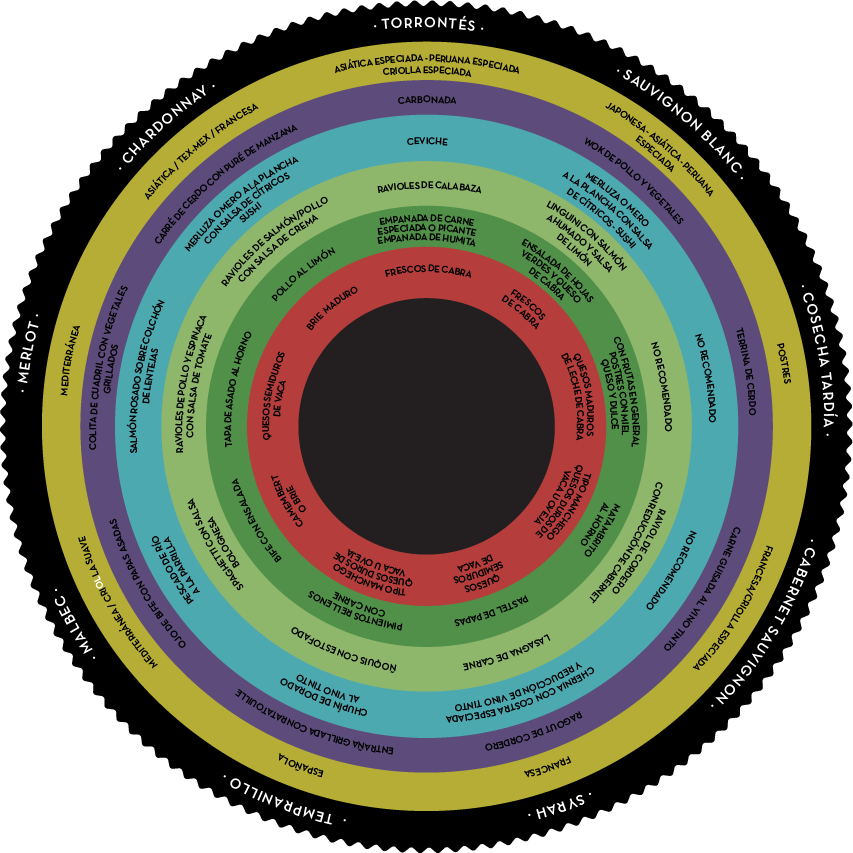 · TORRONTÉS ·
ASIÁTICA ESPECIADA - PERUANA ESPECIADA
CRIOLLA ESPECIADA
CARBONADA
CEVICHE
RAVIOLES DE CALABAZA
EMPANADA DE CARNE
ESPECIADA O PICANTE
EMPANADA DE HUMITA
FRESCOS DE CABRA
· SAUVIGNON BLANC ·
JAPONESA - ASIÁTICA - PERUANA
ESPECIADA
WOK DE POLLO Y VEGETALES
MERLUZA O MERO
A LA PLANCHA CON SALSA
DE CÍTRICOS - SUSHI
LINGUINI CON SALMÓN
AHUMADO Y SALSA
DE LIMÓN
ENSALADA DE HOJAS
VERDES Y QUESO
DE CABRA
FRESCOS
DE CABRA
· COSECHA TARDÍA ·
POSTRES
TERRINA DE CERDO
NO RECOMENDADO
NO RECOMENDADO
CON FRUTAS EN GENERAL
POSTRES CON MIEL
QUESO Y DULCE
QUESOS MADUROS
DE LECHE DE CABRA
CABERNET SAUVIGNON ·
FRANCESA/CRIOLLA ESPECIADA
CARNE GUISADA AL VINO TINTO
NO RECOMENDADO
RAVIOL DE CORDERO
CON REDUCCIÓN DE CABERNET
MATAMBRITO
AL HORNO
TIPO MANCHEGO
QUESOS DUROS DE
VACA U OVEJA
· SYRAH ·
FRANCESA
RAGOUT DE CORDERO
CHERNIA CON COSTRA ESPECIADA
Y REDUCCIÓN DE VINO TINTO
LASAGNA DE CARNE
PASTEL DE PAPAS
QUESOS
SEMIDUROS
DE VACA
· TEMPRANILLO ·
ESPAÑOLA
ENTRAÑA GRILLADA CON RATATOUILLE
CHUPÍN DE DORADO
AL VINO TINTO
ÑOQUIS CON ESTOFADO
PIMIENTOS RELLENOS
CON CARNE
TIPO MANCHEGO
QUESOS DUROS DE
VACA U OVEJA
· MALBEC ·
MEDITERRÁNEA / CRIOLLA SUAVE
OJO DE BIFE CON PAPAS ASADAS
PESCADO DE RÍO
A LA PARRILLA
SPAGHETTI CON SALSA
BOLOGNESA
BIFE CON ENSALADA
CAMEMBERT
O BRIE
· MERLOT ·
MEDITERRÁNEA
COLITA DE CUADRIL CON VEGETALES
GRILLADOS
SALMÓN ROSADO SOBRE COLCHÓN
DE LENTEJAS
RAVIOLES DE POLLO Y ESPINACA
CON SALSA DE TOMATE
TAPA DE ASADO AL HORNO
QUESOS SEMIDUROS
DE VACA
· CHARDONNAY ·
ASIÁTICA / TEX-MEX / FRANCESA
CARRÉ DE CERDO CON PURÉ DE MANZANA
MERLUZA O MERO A LA PLANCHA
CON SALSA DE CÍTRICOS
SUSHI
RAVIOLES DE SALMÓN/POLLO
CON SALSA DE CREMA
POLLO AL LIMÓN
BRIE MADURO